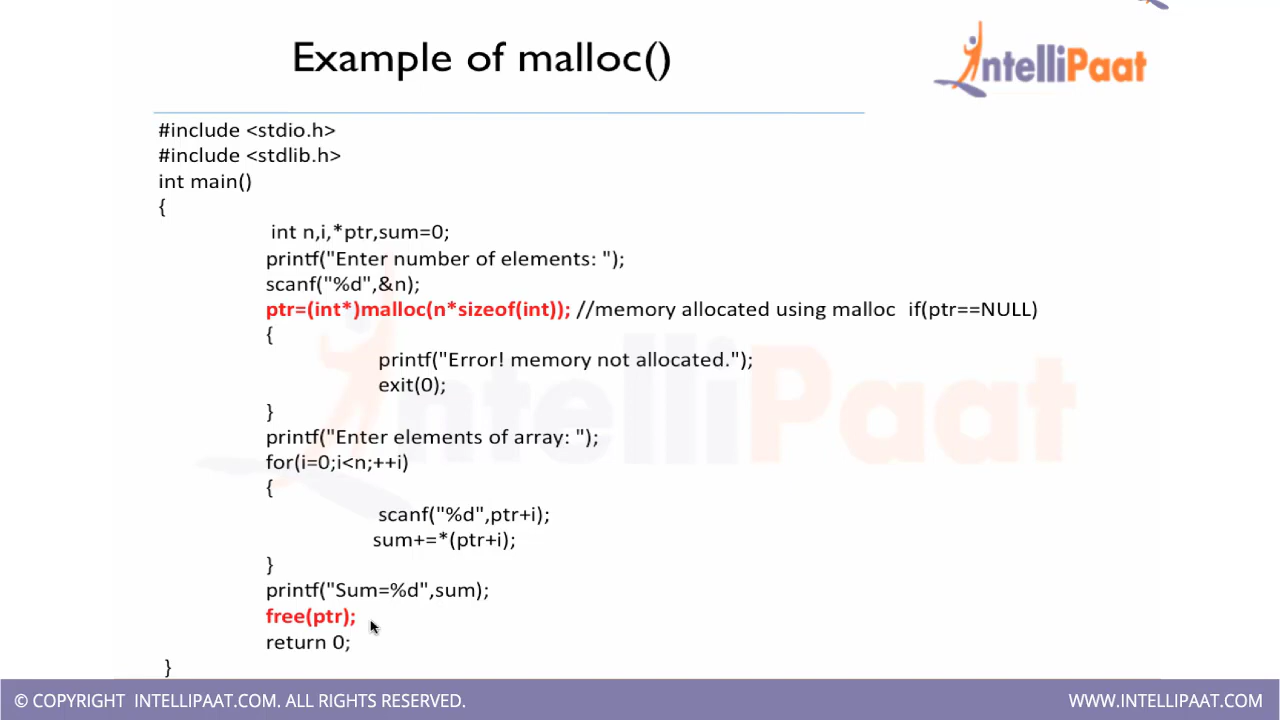 Example of malloc()
IntelliPaat
#include <stdio.h>
#include <stdlib.h>
int main()
{
int n,i,*ptr,sum=0;
printf("Enter number of elements: ");
scanf("%d",&n);
ptr=(int*)malloc(n*sizeof(int)); //memory allocated using malloc if(ptr==NULL)
{
printf("Error! memory not allocated.");
exit(0);
}
printf("Enter elements of array: ");
for(i=0;i<n;++i)
{
scanf("%d",ptr+i);
sum+=*(ptr+i);
}
printf("Sum=%d",sum);
free(ptr);
return 0;
}
IntelliPaat
© COPYRIGHT INTELLIPAAT.COM. ALL RIGHTS RESERVED.
WWW.INTELLIPAAT.COM